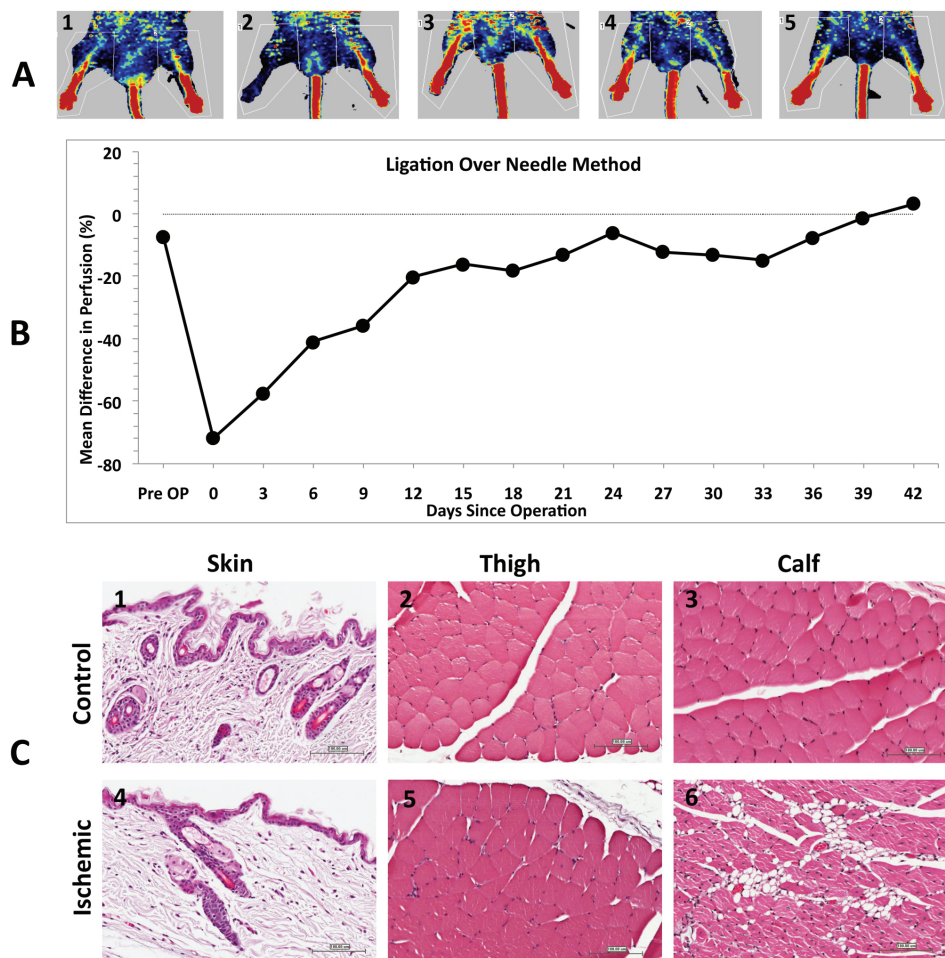 A
1
2
3
4
5
B
Ligation Over Needle Method
Mean Difference in Perfusion (%)
20
0
-20
-40
-60
-80
Pre OP 0 3 6 9 12 15 18 21 24 27 30 33 36 39 42
Days Since Operation
C
Skin Thigh Calf
Control
1
2
3
Ischemic
4
5
6